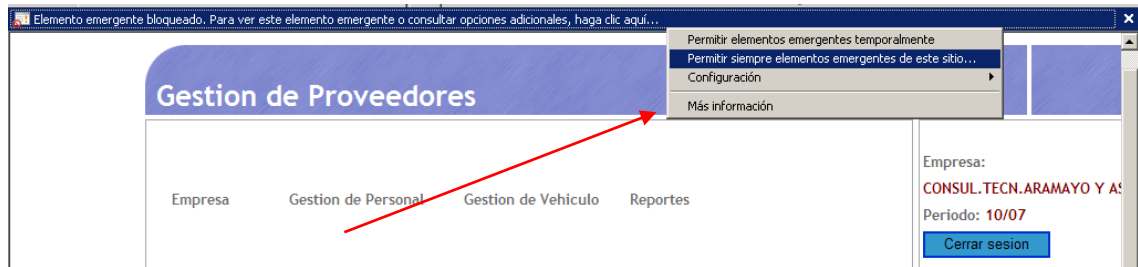 Elemento emergente bloqueado. Para ver este elemento emergente o consultar opciones adicionales, haga clic aquí...
Permitir elementos emergentes temporalmente
Permitir siempre elementos emergentes de este sitio...
Configuración
Más información
Gestion de Proveedores
Empresa Gestion de Personal Gestion de Vehiculo Reportes
Empresa:
CONSUL.TECN.ARAMAYO Y AS
Periodo: 10/07
Cerrar sesion